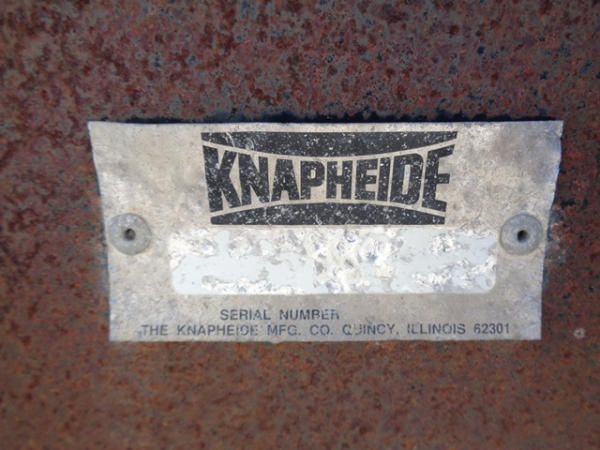 KNAPHEIDE
SERIAL NUMBER
THE KNAPHEIDE MFG. CO. QUINCY, ILLINOIS 62301